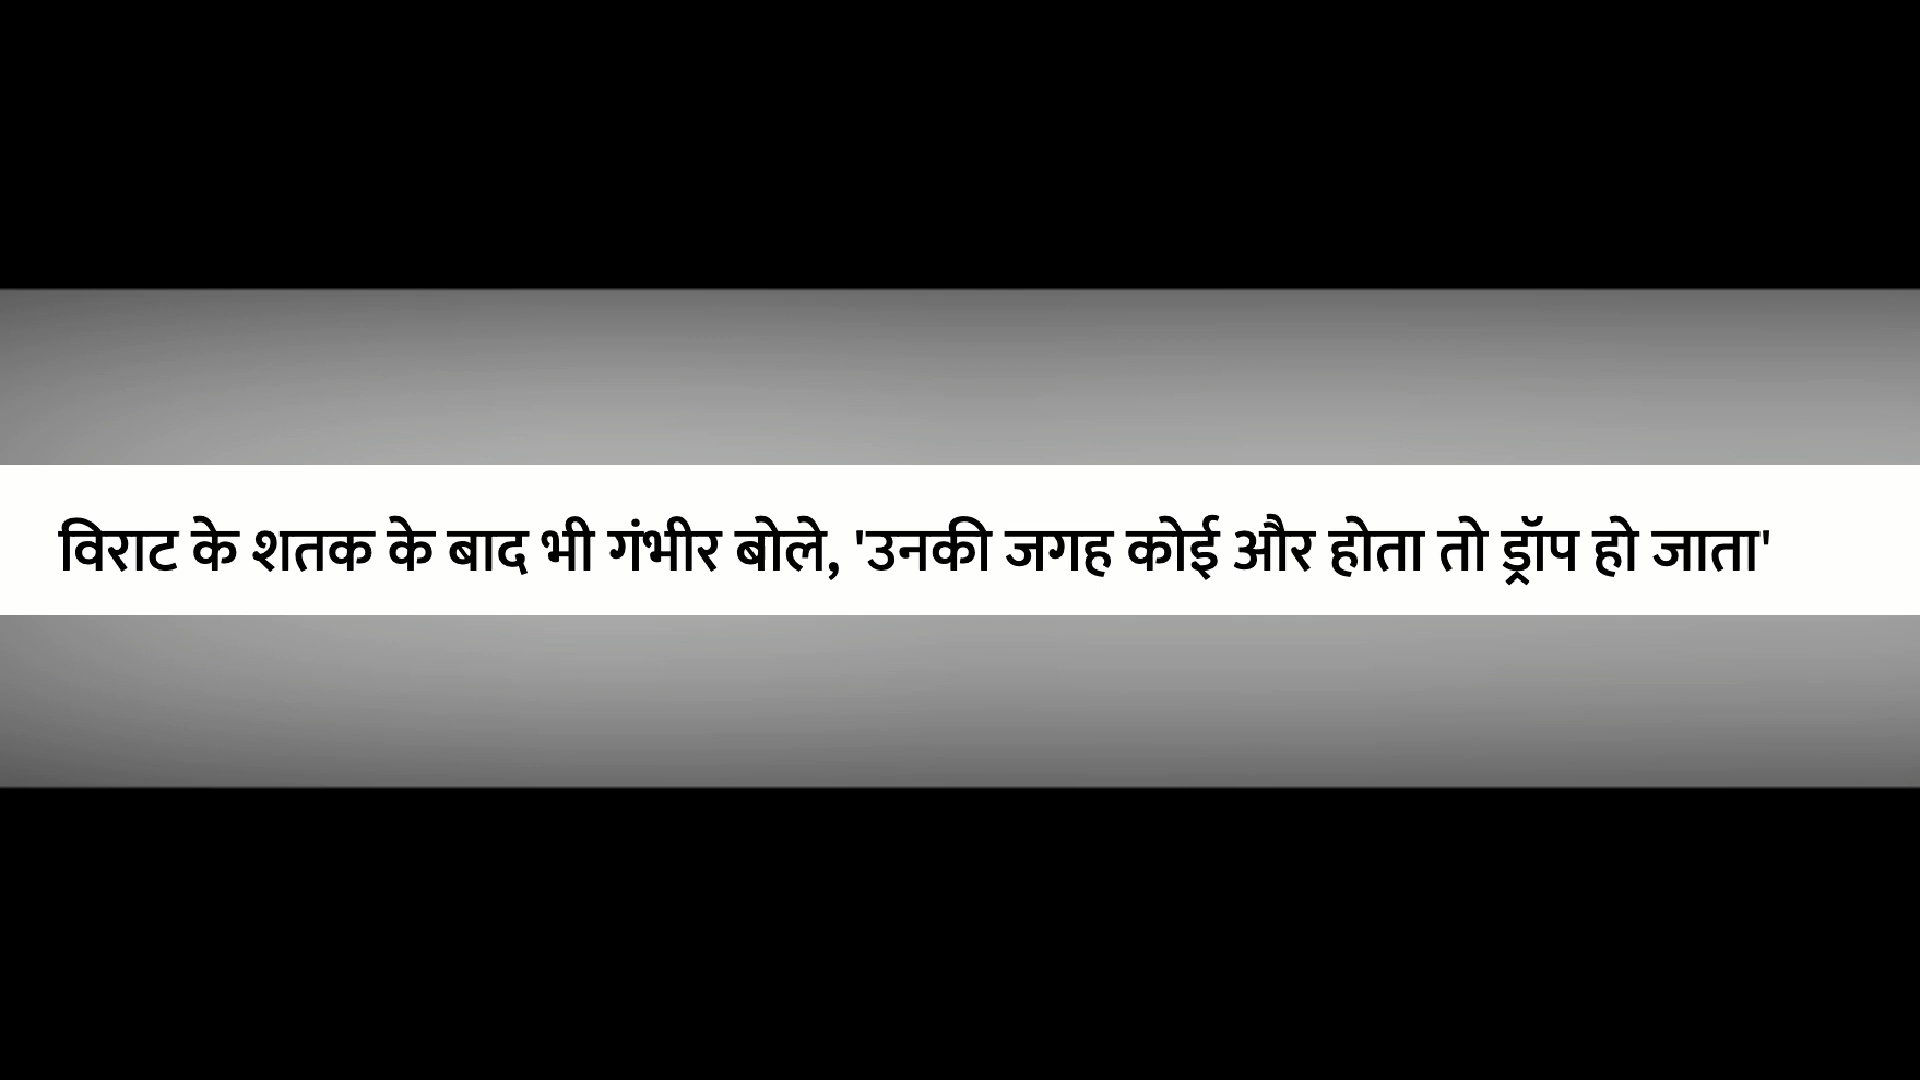 विराट के शतक के बाद भी गंभीर बोले, 'उनकी जगह कोई और होता तो ड्रॉप हो जाता'